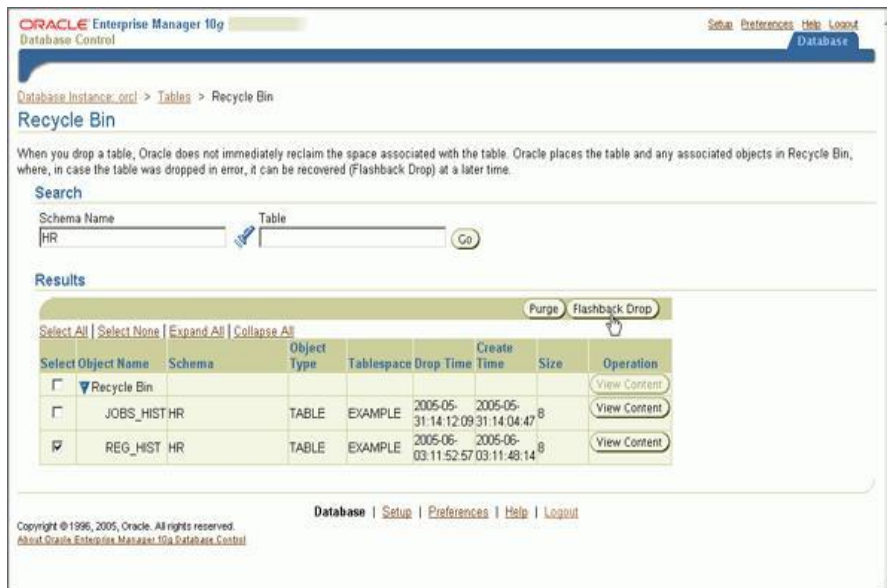 ORACLE Enterprise Manager 10g
Database Control
Setup Preferences Help Logout
Database
Database Instance: orcl > Tables > Recycle Bin
Recycle Bin
When you drop a table, Oracle does not immediately reclaim the space associated with the table. Oracle places the table and any associated objects in Recycle Bin,
where, in case the table was dropped in error, it can be recovered (Flashback Drop) at a later time.
Search
Schema Name Table
HR Go
Results
Purge Flashback Drop
Select All | Select None | Expand All | Collapse All
Select Object Name Schema Object Type Tablespace Drop Time Create Time Size Operation
Recycle Bin View Content
JOBS_HIST HR TABLE EXAMPLE 2005-05-31:14:12:09 2005-05-31:14:04:47 8 View Content
REG_HIST HR TABLE EXAMPLE 2005-06-03:11:52:57 2005-06-03:11:48:14 8 View Content
Database | Setup | Preferences | Help | Logout
Copyright © 1996, 2005, Oracle. All rights reserved.
About Oracle Enterprise Manager 10g Database Control